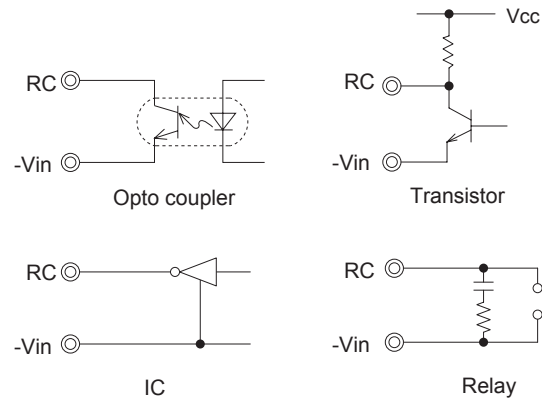 Vcc
RC
-Vin
Opto coupler
RC
-Vin
Transistor
RC
-Vin
IC
RC
-Vin
Relay